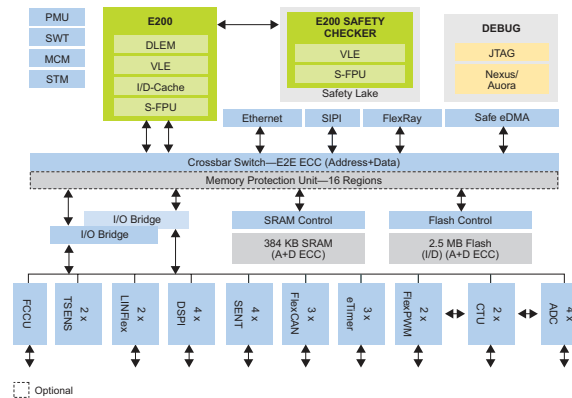 PMU
SWT
MCM
STM
E200
DLEM
VLE
I/D-Cache
S-FPU
E200 SAFETY
CHECKER
VLE
S-FPU
Safety Lake
DEBUG
JTAG
Nexus/
Auora
Ethernet
SIPI
FlexRay
Safe eDMA
Crossbar Switch—E2E ECC (Address+Data)
Memory Protection Unit—16 Regions
I/O Bridge
I/O Bridge
SRAM Control
384 KB SRAM
(A+D ECC)
Flash Control
2.5 MB Flash
(I/D) (A+D ECC)
FCCU
2 x
TSENS
2 x
LINFlex
4 x
DSPI
4 x
SENT
3 x
FlexCAN
3 x
eTimer
2 x
FlexPWM
2 x
CTU
4 x
ADC
Optional